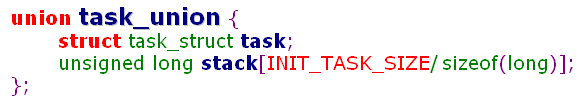 union task_union {
struct task_struct task;
unsigned long stack[INIT_TASK_SIZE/sizeof(long)];
};